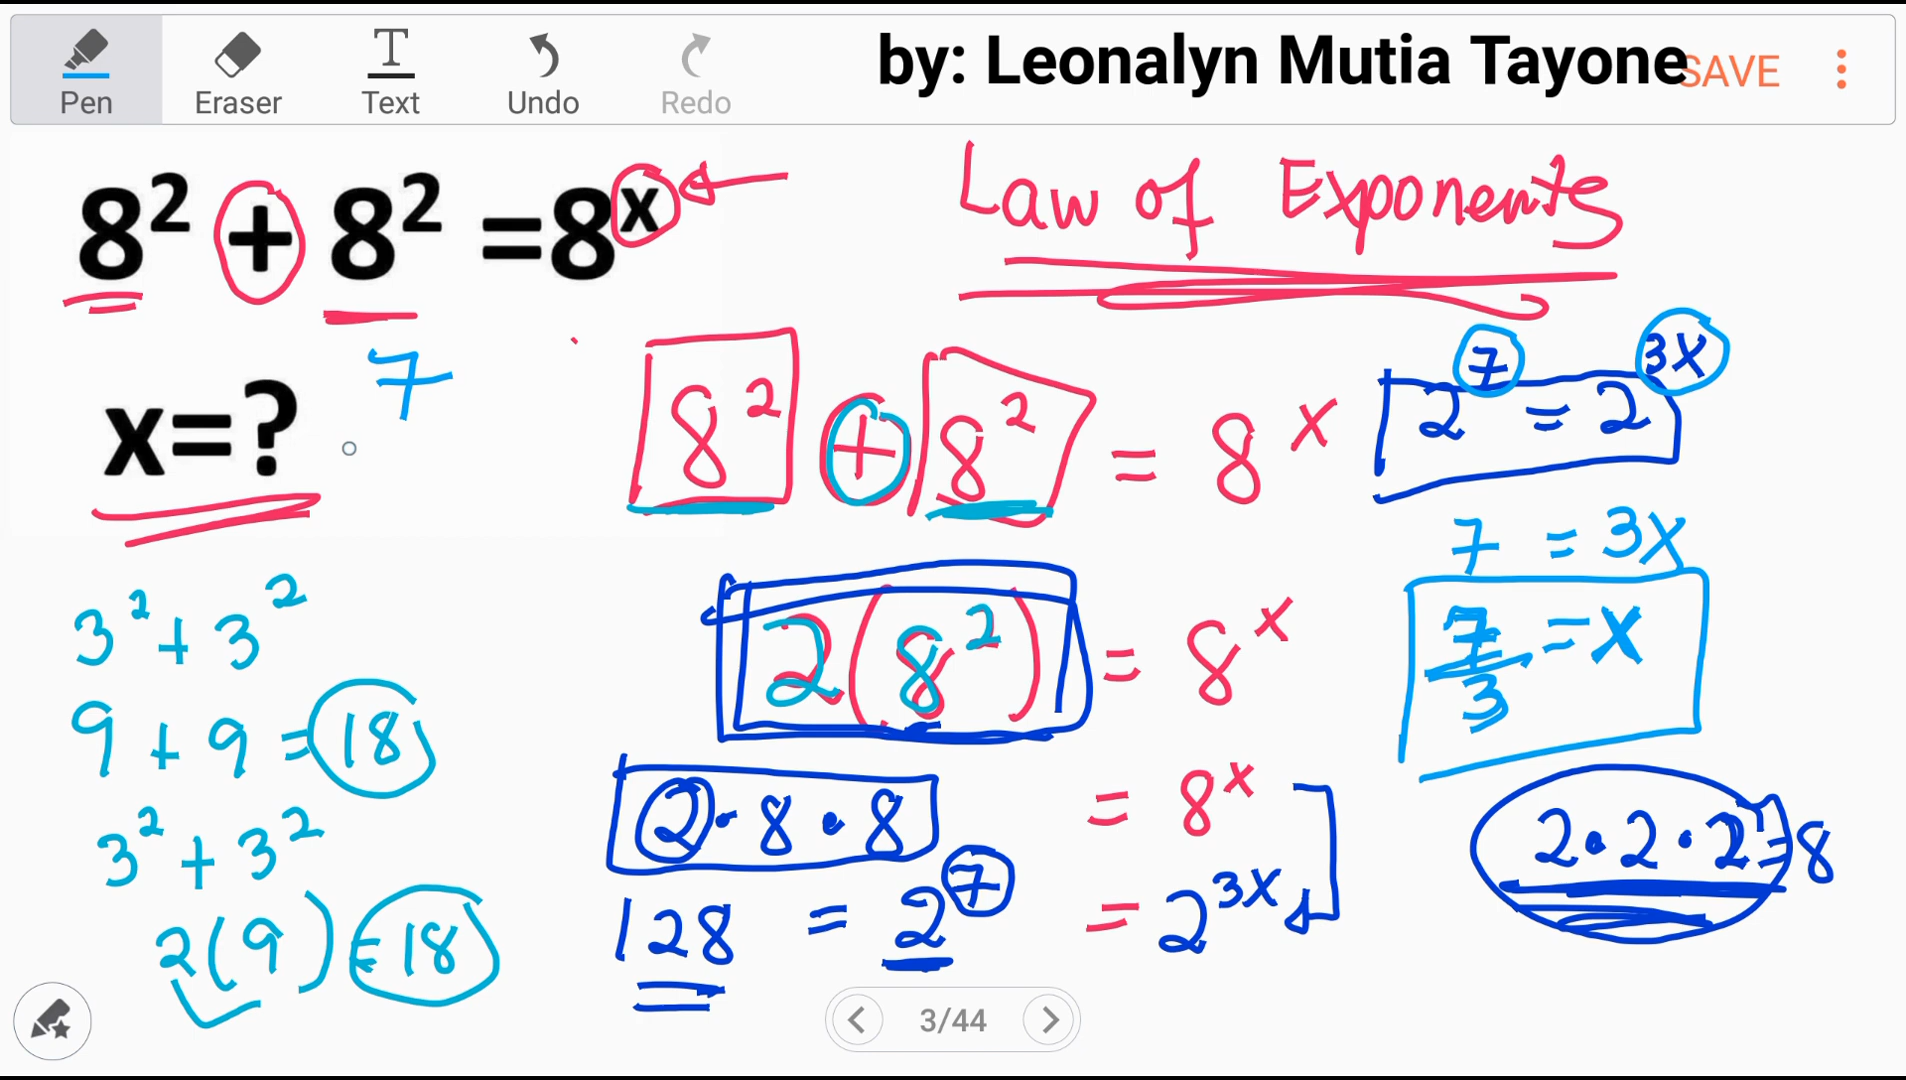 Pen Eraser Text Undo Redo by: Leonalyn Mutia Tayone SAVE
8² + 8² =8ˣ
x=?
7
Law of Exponents
8² + 8² = 8ˣ
2(8²) = 8ˣ
2·8·8 = 8ˣ
128 = 2⁷ = 2³ˣ
2⁷ = 2³ˣ
7 = 3x
7/3 = x
2·2·2 = 8
3² + 3²
9 + 9 = 18
3² + 3²
2(9) = 18
3/44